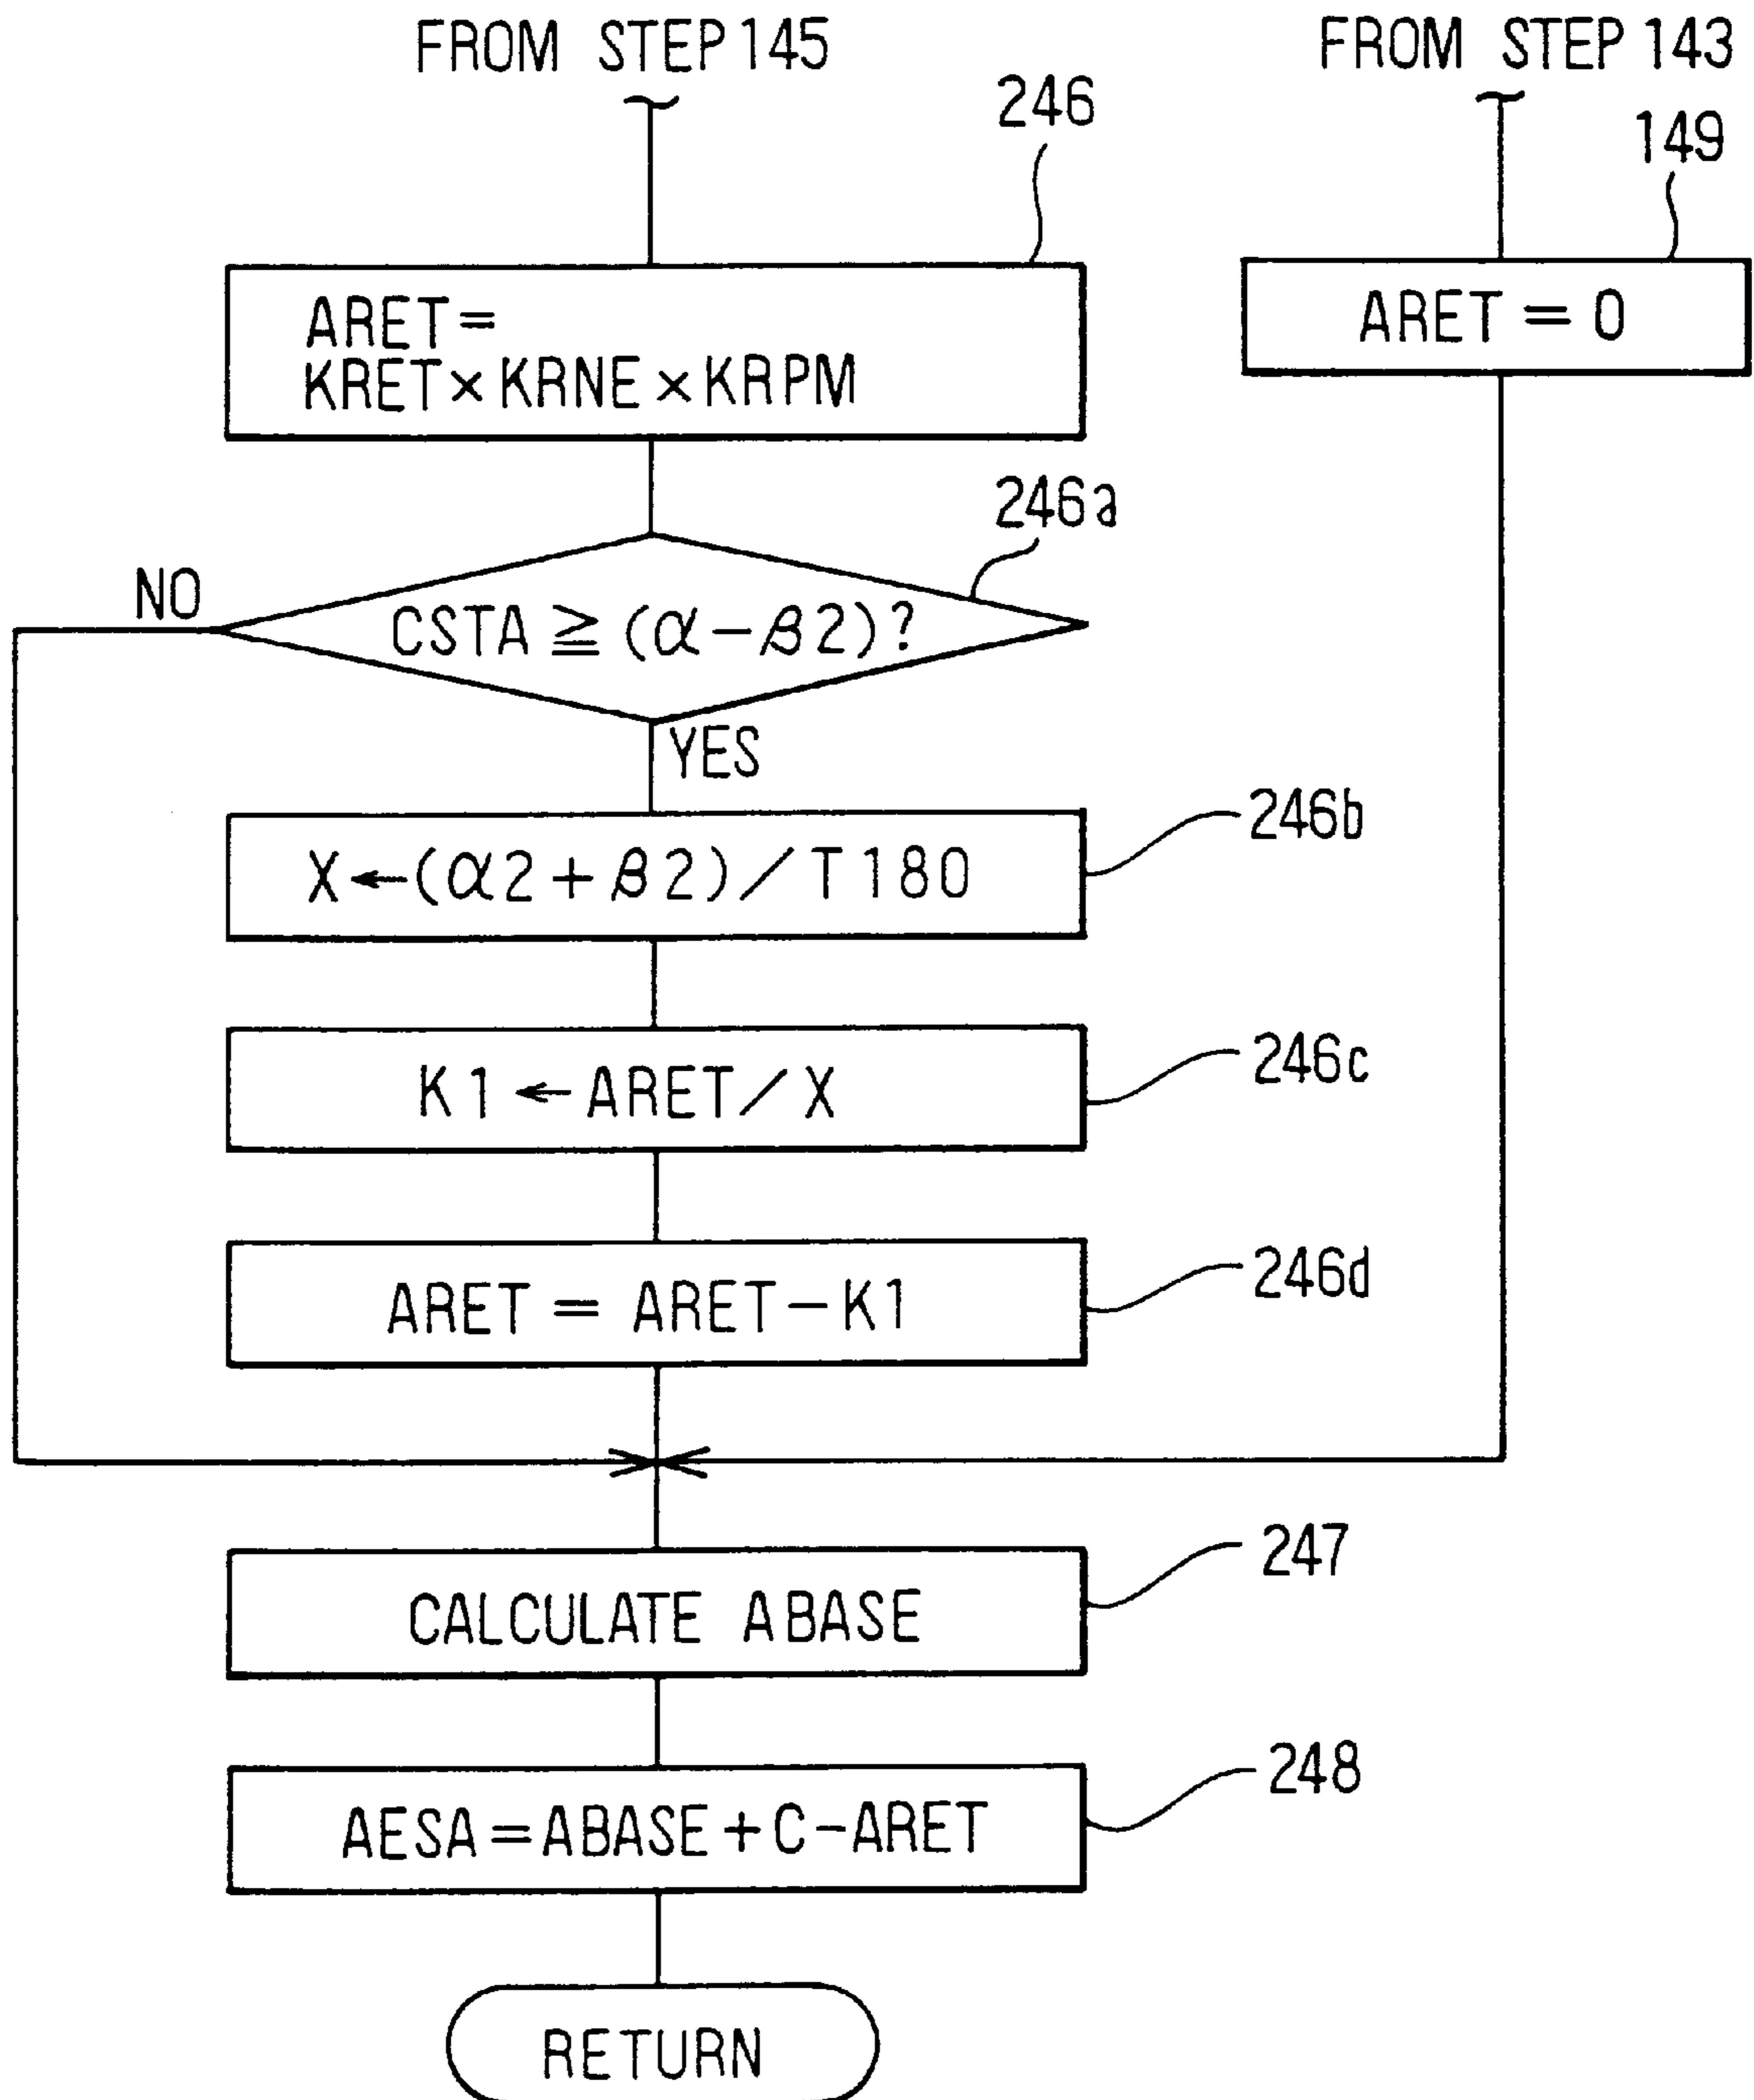 FROM STEP 145
FROM STEP 143
246
149
ARET=
KRET×KRNE×KRPM
ARET = 0
246a
NO
CSTA ≧ (α-β2)?
YES
246b
X←(α2+β2)/T180
246c
K1←ARET/X
246d
ARET = ARET-K1
247
CALCULATE ABASE
248
AESA=ABASE+C-ARET
RETURN